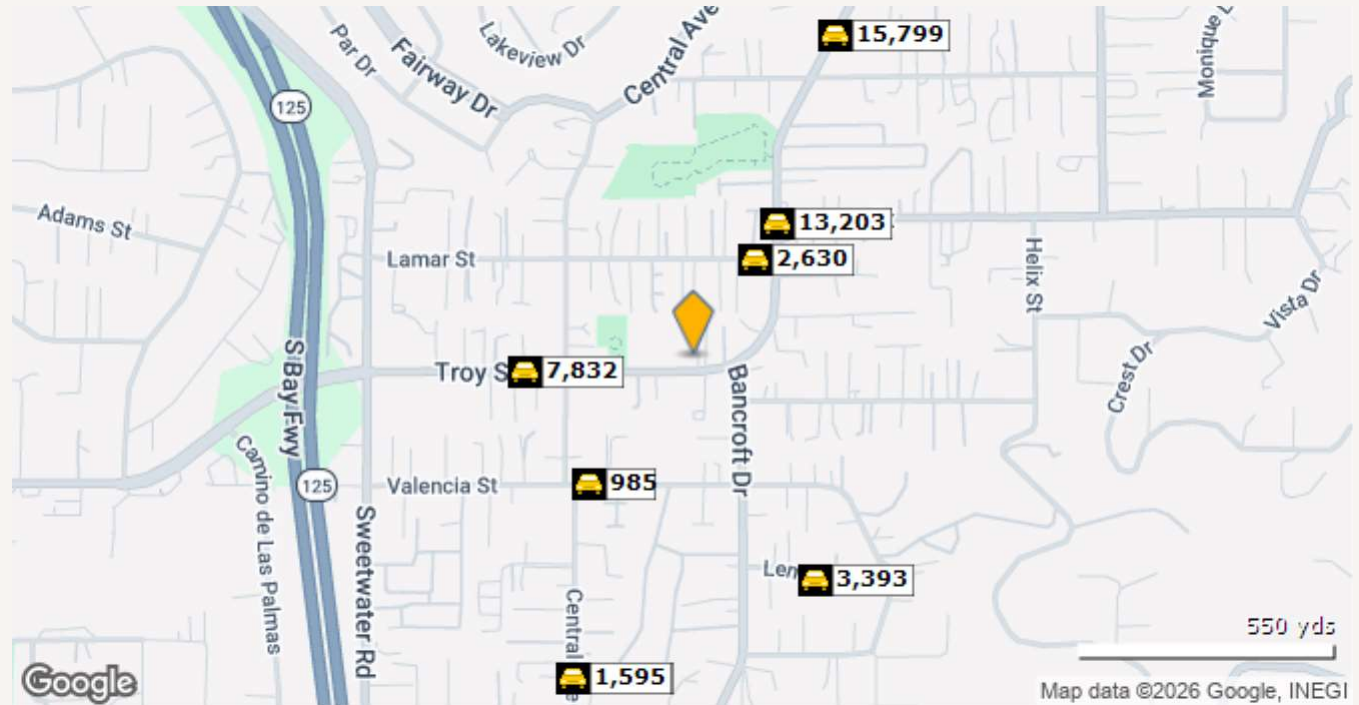 15,799
Lakeview Dr
Central Ave
Par Dr
Fairway Dr
Monique
125
Adams St
13,203
Lamar St
2,630
Helix St
Vista Dr
Troy S
7,832
S Bay Fwy
Bancroft Dr
Crest Dr
Camino de Las Palmas
125
Valencia St
985
Sweetwater Rd
Len
3,393
Central
1,595
550 yds
Google
Map data ©2026 Google, INEGI